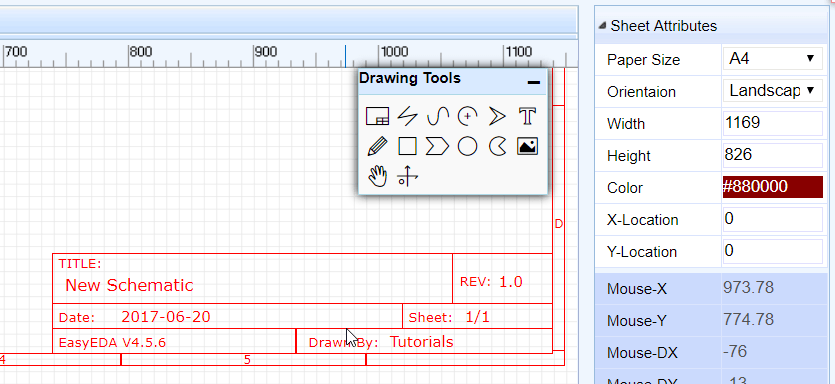 Sheet Attributes
700 800 900 1000 1100
Drawing Tools
Paper Size A4
Orientaion Landscap
Width 1169
Height 826
Color #880000
X-Location 0
Y-Location 0
D
TITLE:
New Schematic
REV: 1.0
Date: 2017-06-20
Sheet: 1/1
EasyEDA V4.5.6
Drawn By: Tutorials
4 5
Mouse-X 973.78
Mouse-Y 774.78
Mouse-DX -76
Mouse-DY -13